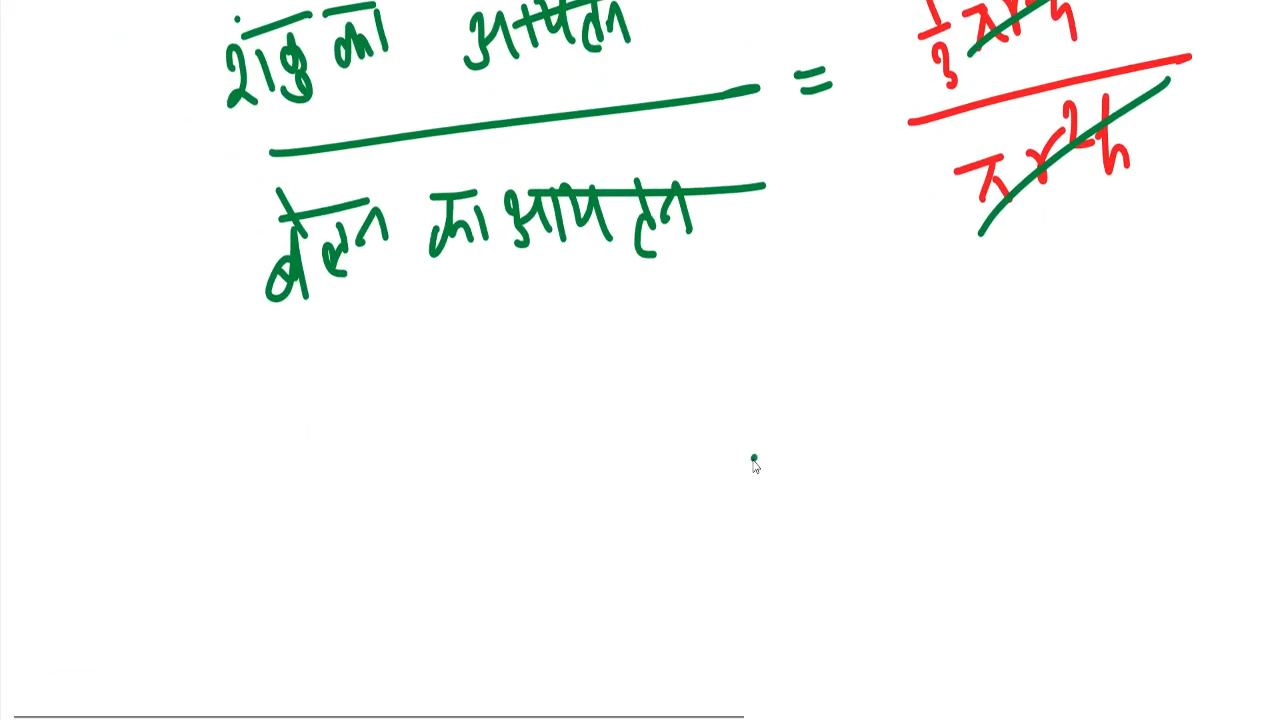 शंकु का आयतन = 1/3 πr²h
बेलन का आयतन πr²h